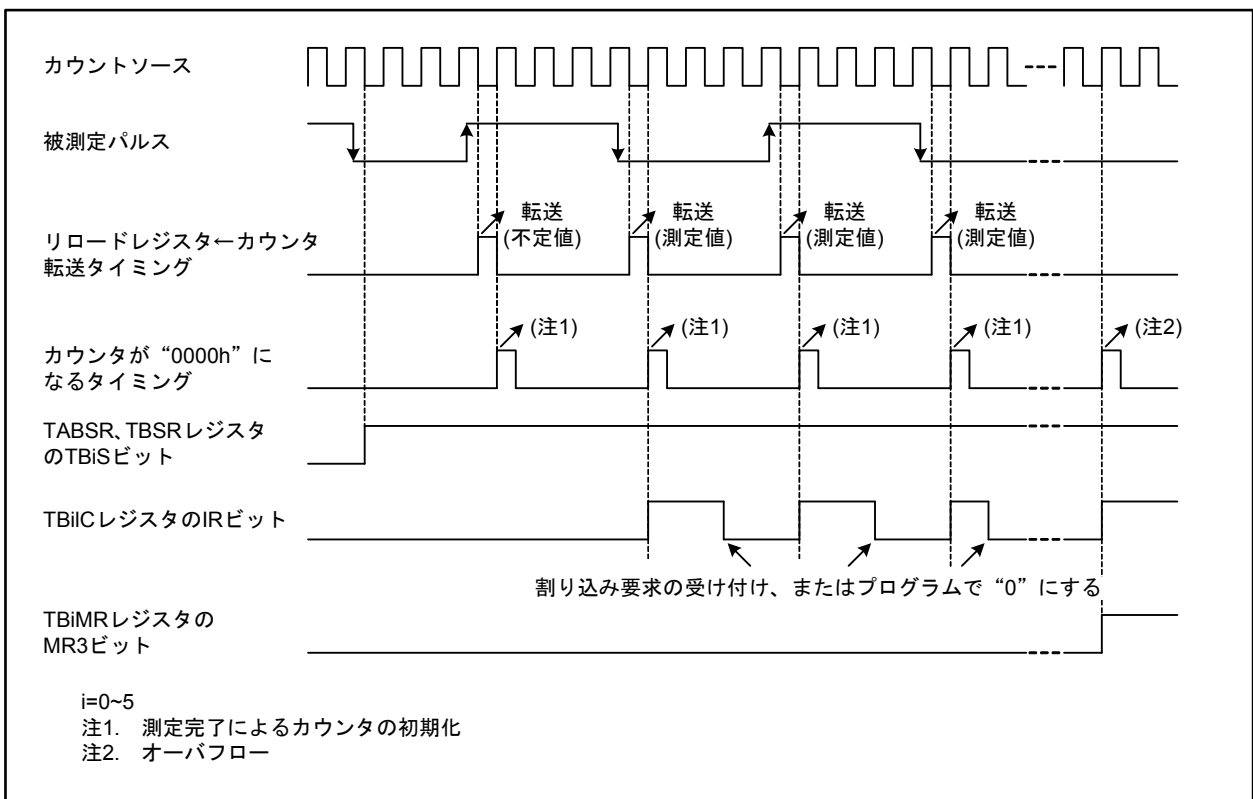 カウントソース
被測定パルス
転送 転送 転送 転送
リロードレジスタ←カウンタ (不定値) (測定値) (測定値) (測定値)
転送タイミング
(注1) (注1) (注1) (注1) (注2)
カウンタが“0000h”に
なるタイミング
TABSR、TBSRレジスタ
のTBiSビット
TBiICレジスタのIRビット
割り込み要求の受け付け、またはプログラムで“0”にする
TBiMRレジスタの
MR3ビット
i=0~5
注1. 測定完了によるカウンタの初期化
注2. オーバフロー